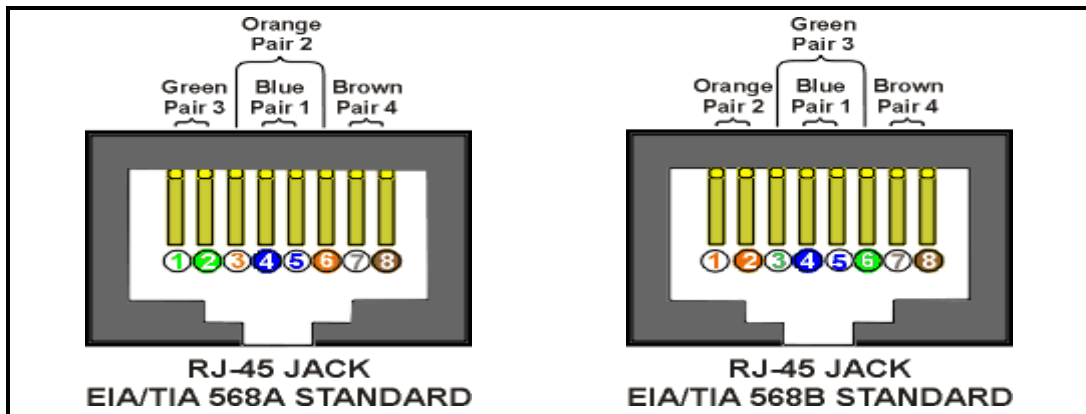 Orange
Pair 2
Green
Pair 3
Blue
Pair 1
Brown
Pair 4
1 2 3 4 5 6 7 8
RJ-45 JACK
EIA/TIA 568A STANDARD
Green
Pair 3
Orange
Pair 2
Blue
Pair 1
Brown
Pair 4
1 2 3 4 5 6 7 8
RJ-45 JACK
EIA/TIA 568B STANDARD